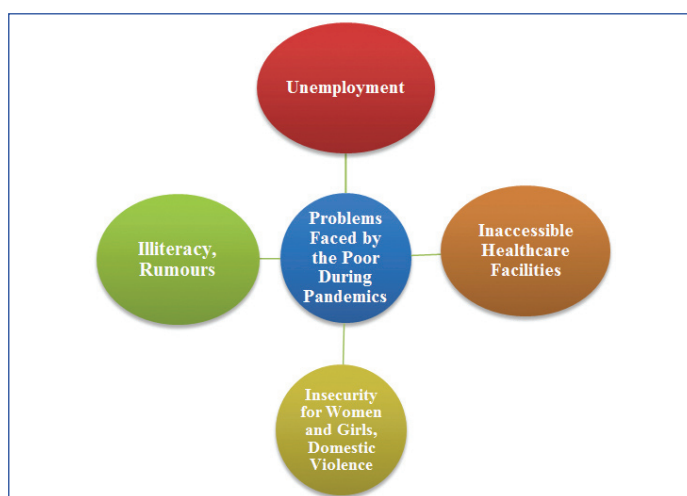 Unemployment
Illiteracy,
Rumours
Problems
Faced by
the Poor
During
Pandemics
Inaccessible
Healthcare
Facilities
Insecurity
for Women
and Girls,
Domestic
Violence